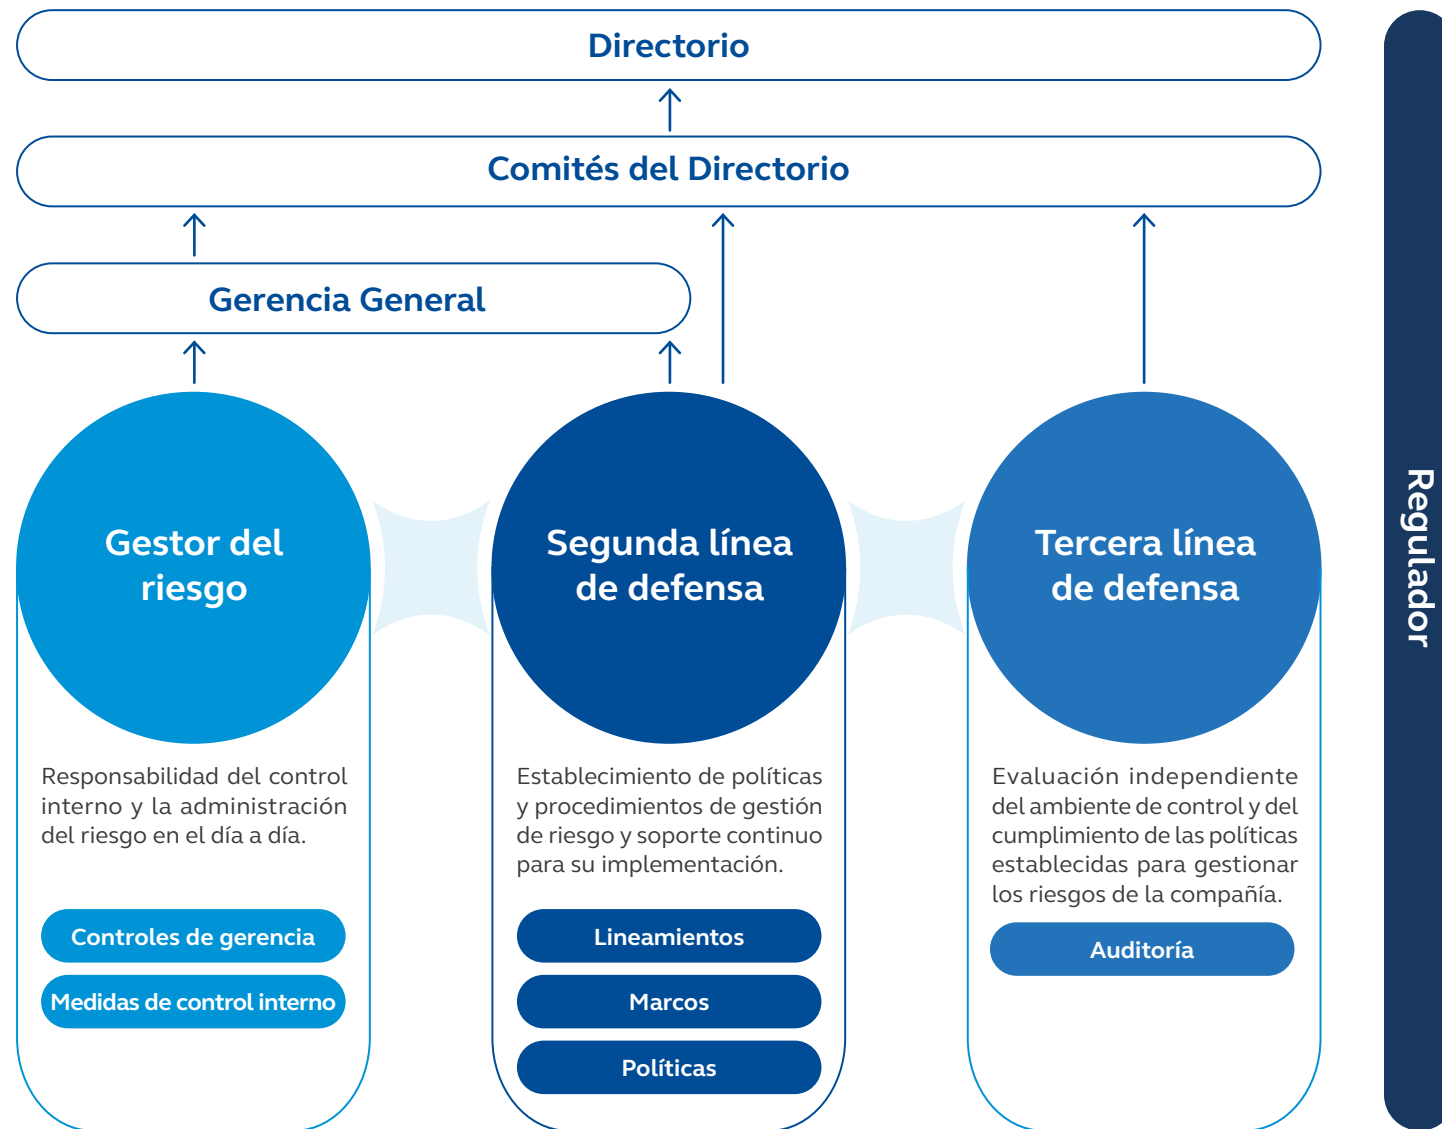 Directorio
Comités del Directorio
Gerencia General
Gestor del
riesgo
Responsabilidad del control
interno y la administración
del riesgo en el día a día.
Controles de gerencia
Medidas de control interno
Segunda línea
de defensa
Establecimiento de políticas
y procedimientos de gestión
de riesgo y soporte continuo
para su implementación.
Lineamientos
Marcos
Políticas
Tercera línea
de defensa
Evaluación independiente
del ambiente de control y del
cumplimiento de las políticas
establecidas para gestionar
los riesgos de la compañía.
Auditoría
Regulador